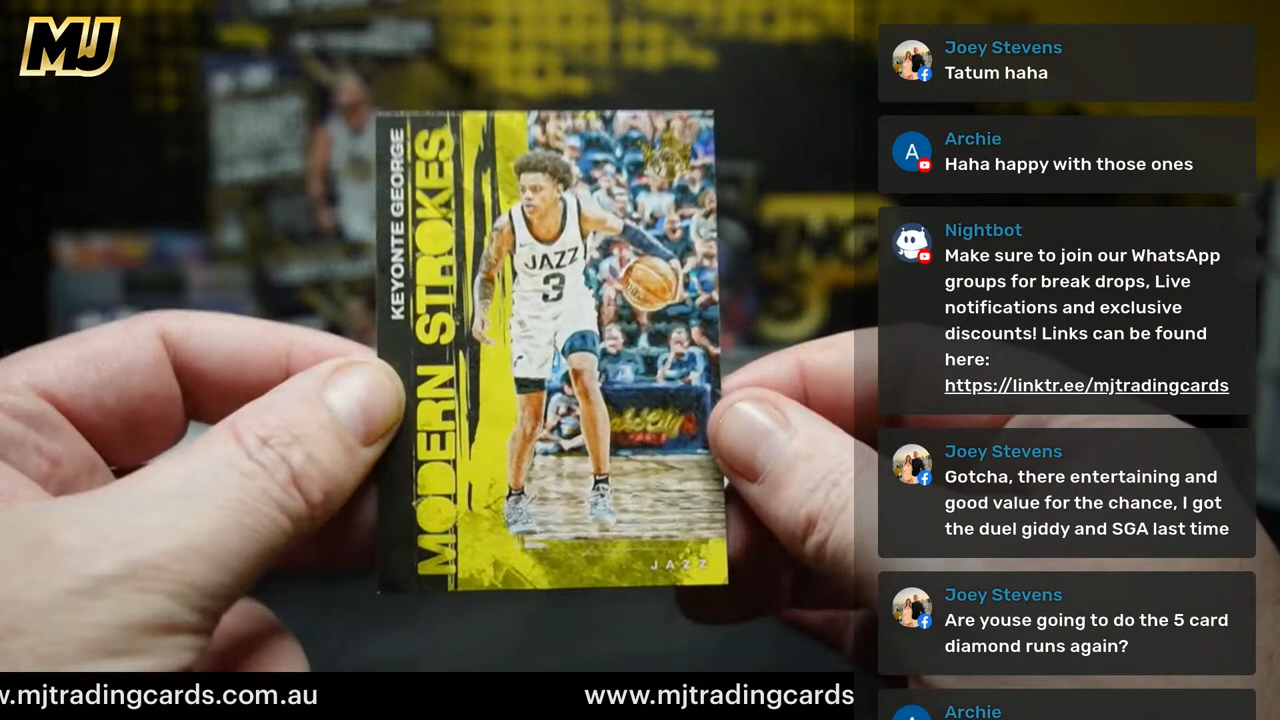 MJ
KEYONTE GEORGE
MODERN STROKES
JAZZ
3
JAZZ
www.mjtradingcards.com.au
www.mjtradingcards
Joey Stevens
Tatum haha
Archie
Haha happy with those ones
Nightbot
Make sure to join our WhatsApp
groups for break drops, Live
notifications and exclusive
discounts! Links can be found
here:
https://linktr.ee/mjtradingcards
Joey Stevens
Gotcha, there entertaining and
good value for the chance, I got
the duel giddy and SGA last time
Joey Stevens
Are youse going to do the 5 card
diamond runs again?
A
Archie